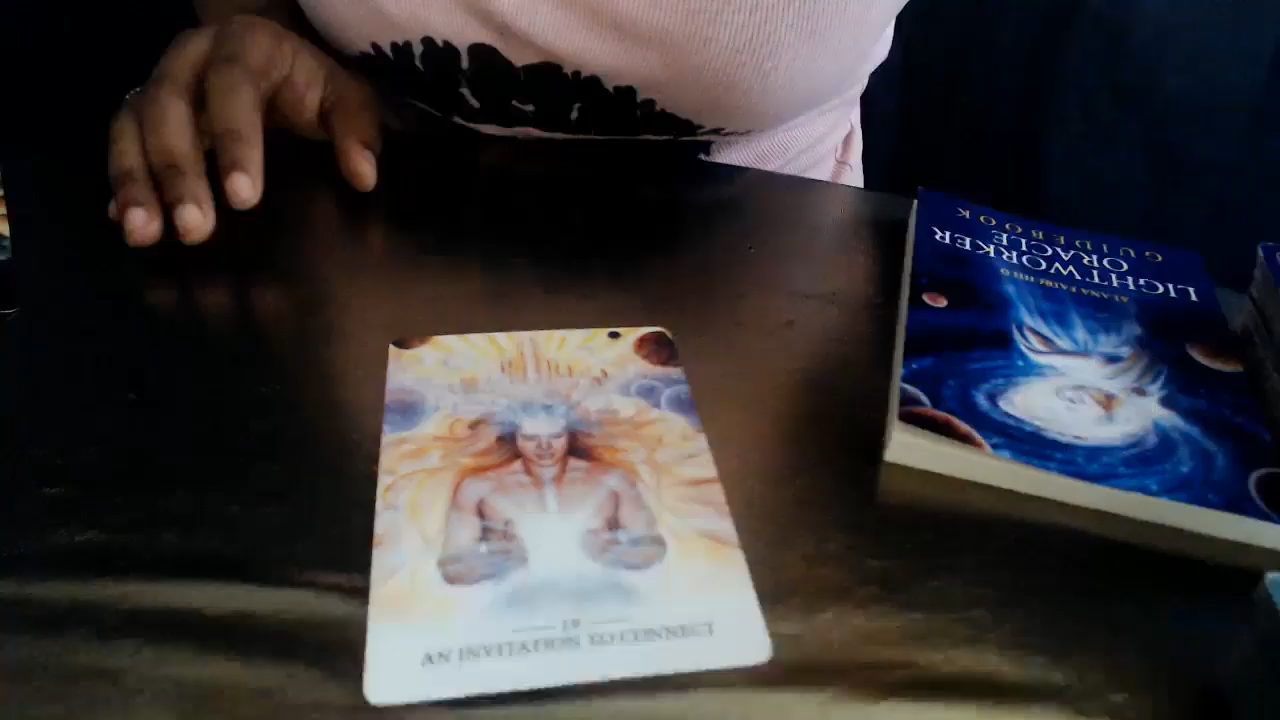 19
AN INVITATION TO CONNECT
ALANA FAIRCHILD
LIGHTWORKER
ORACLE
GUIDEBOOK